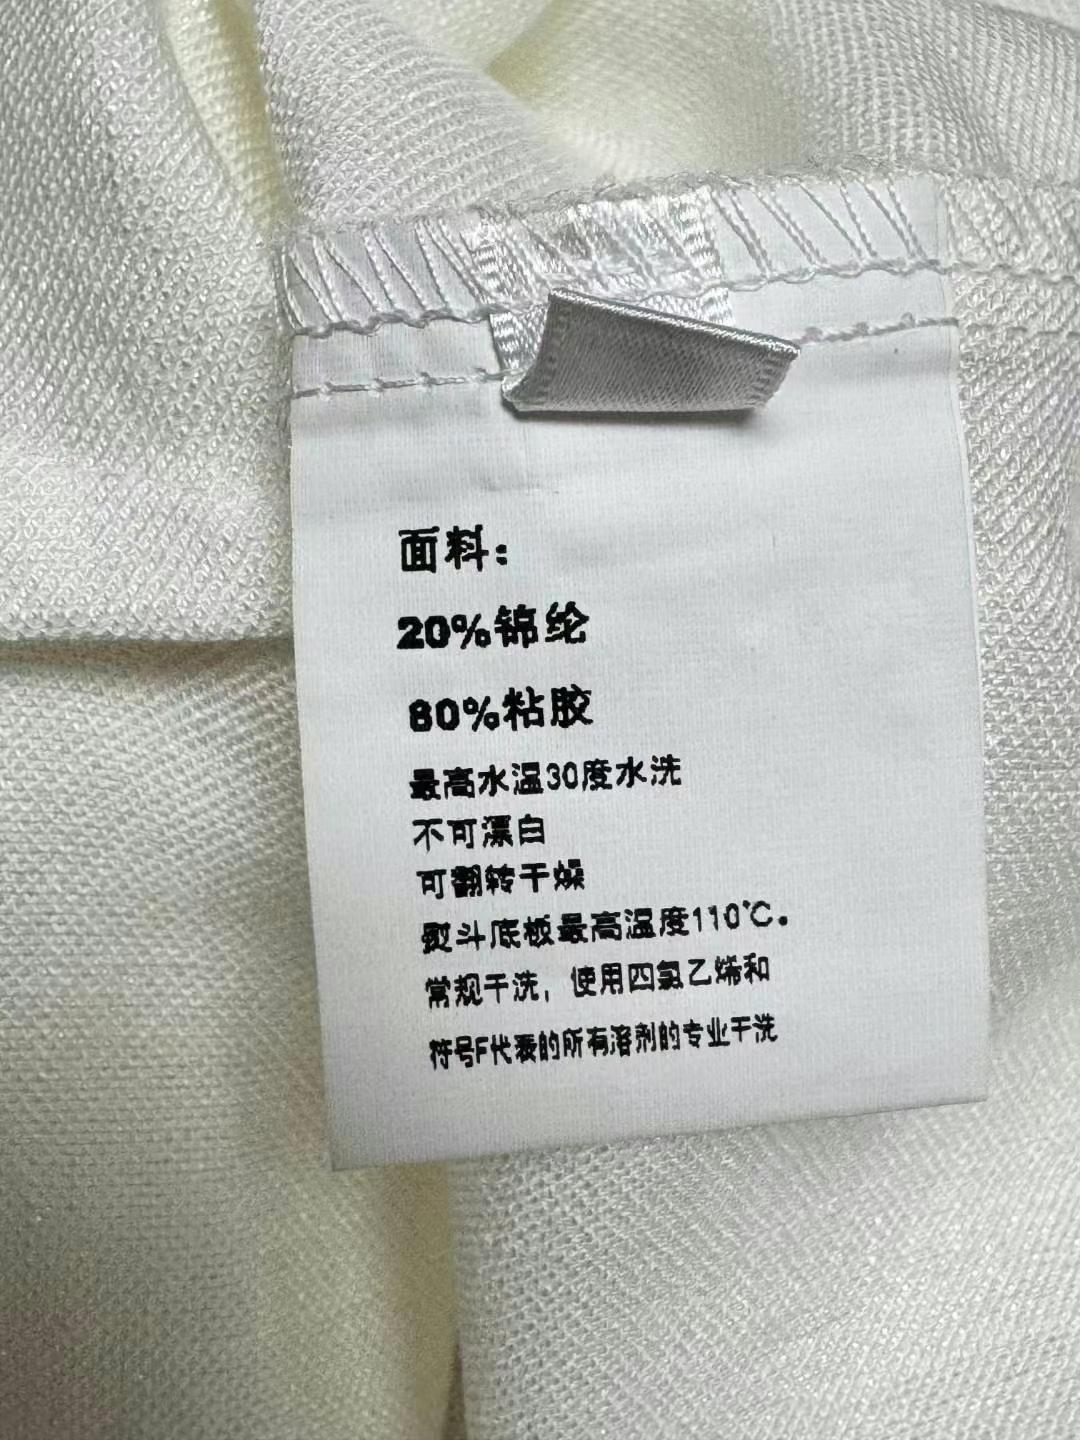 面料：
20%锦纶
80%粘胶
最高水温30度水洗
不可漂白
可翻转干燥
熨斗底板最高温度110℃。
常规干洗，使用四氯乙烯和
符号F代表的所有溶剂的专业干洗